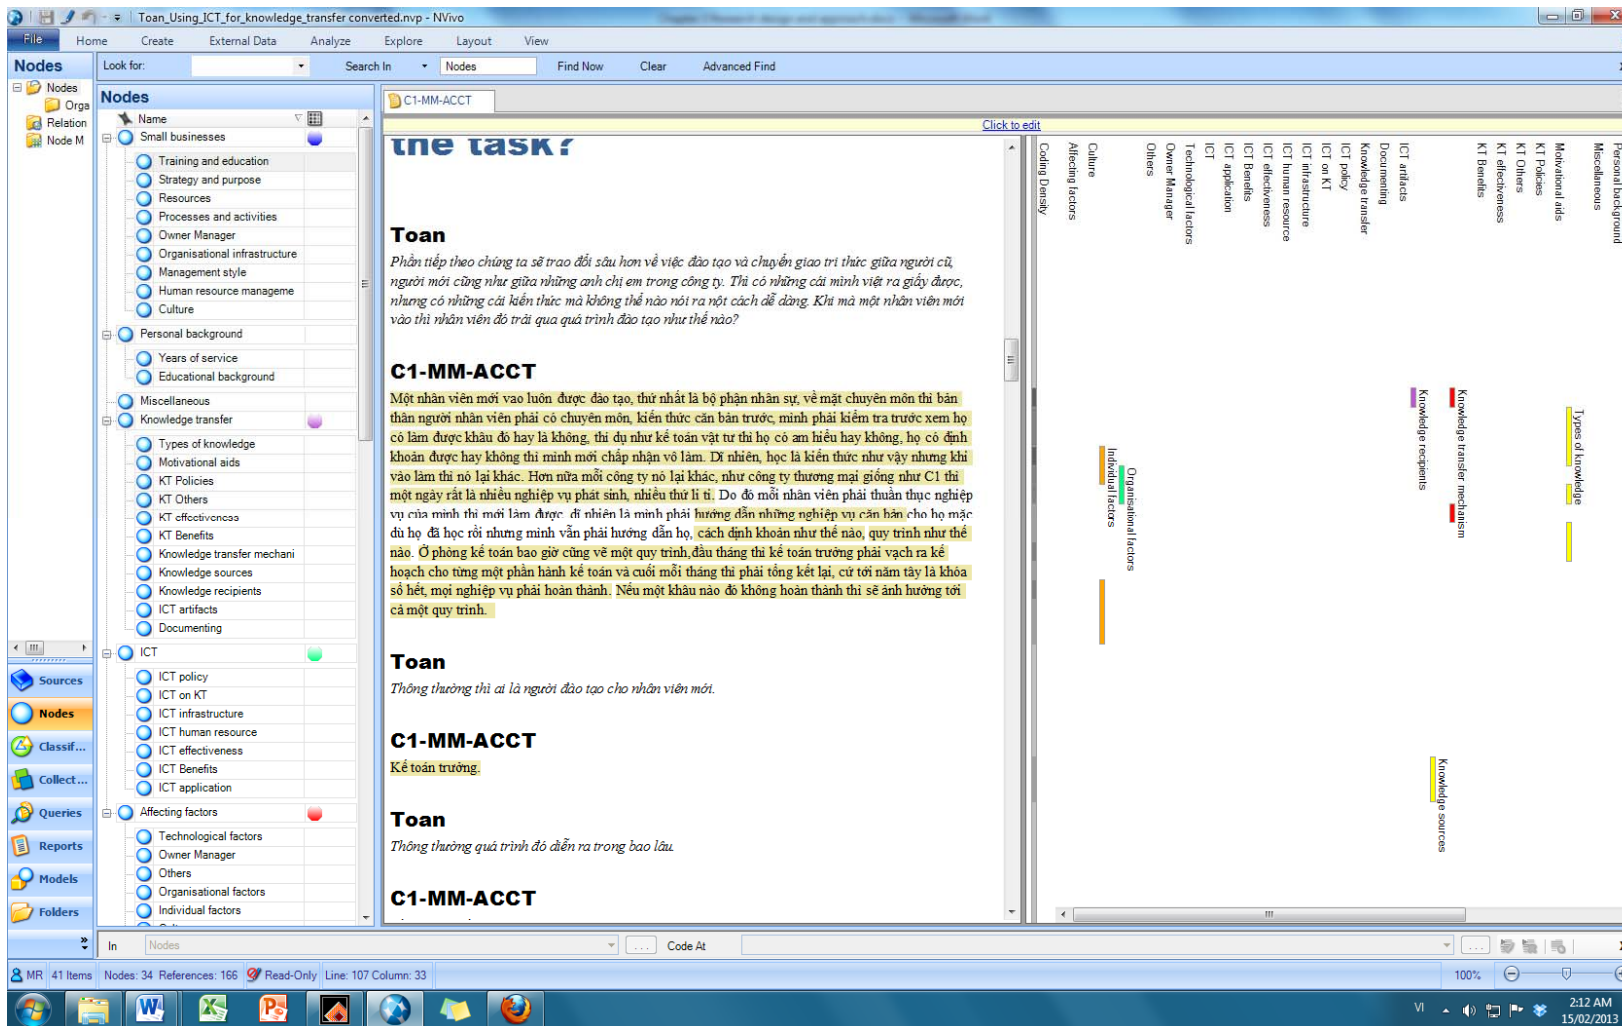 Toan_Using_ICT_for_knowledge_transfer converted.nvp - NVivo
File Home Create External Data Analyze Explore Layout View
Nodes
Look for: Search In Nodes Find Now Clear Advanced Find
Nodes
Orga
Relation
Node M
Nodes
Name
Small businesses
Training and education
Strategy and purpose
Resources
Processes and activities
Owner Manager
Organisational infrastructure
Management style
Human resource manageme
Culture
Personal background
Years of service
Educational background
Miscellaneous
Knowledge transfer
Types of knowledge
Motivational aids
KT Policies
KT Others
KT effectiveness
KT Benefits
Knowledge transfer mechani
Knowledge sources
Knowledge recipients
ICT artifacts
Documenting
ICT
ICT policy
ICT on KT
ICT infrastructure
ICT human resource
ICT effectiveness
ICT Benefits
ICT application
Affecting factors
Technological factors
Owner Manager
Others
Organisational factors
Individual factors
Sources
Nodes
Classif...
Collect...
Queries
Reports
Models
Folders
C1-MM-ACCT
Click to edit
the task?
Toan
Phần tiếp theo chúng ta sẽ trao đổi sâu hơn về việc đào tạo và chuyển giao tri thức giữa người cũ,
người mới cũng như giữa những anh chị em trong công ty. Thì có những cái mình viết ra giấy được,
nhưng có những cái kiến thức mà không thể nào nói ra một cách dễ dàng. Khi mà một nhân viên mới
vào thì nhân viên đó trải qua quá trình đào tạo như thế nào?
C1-MM-ACCT
Một nhân viên mới vao luôn được đào tạo, thứ nhất là bộ phận nhân sự, về mặt chuyên môn thì bản
thân người nhân viên phải có chuyên môn, kiến thức căn bản trước, mình phải kiểm tra trước xem họ
có làm được khâu đó hay là không, thí dụ như kế toán vật tư thì họ có am hiểu hay không, họ có định
khoản được hay không thì mình mới chấp nhận vô làm. Dĩ nhiên, học là kiến thức như vậy nhưng khi
vào làm thì nó lại khác. Hơn nữa mỗi công ty nó lại khác, như công ty thương mại giống như C1 thì
một ngày rất là nhiều nghiệp vụ phát sinh, nhiều thứ li ti. Do đó mỗi nhân viên phải thuần thục nghiệp
vụ của mình thì mới làm được. dĩ nhiên là mình phải hướng dẫn những nghiệp vụ căn bản cho họ mặc
dù họ đã học rồi nhưng mình vẫn phải hướng dẫn họ, cách định khoản như thế nào, quy trình như thế
nào. Ở phòng kế toán bao giờ cũng vẽ một quy trình,đầu tháng thì kế toán trưởng phải vạch ra kế
hoạch cho từng một phần hành kế toán và cuối mỗi tháng thì phải tổng kết lại, cứ tới năm tây là khóa
sổ hết, mọi nghiệp vụ phải hoàn thành. Nếu một khâu nào đó không hoàn thành thì sẽ ảnh hưởng tới
cả một quy trình.
Toan
Thông thường thì ai là người đào tạo cho nhân viên mới.
C1-MM-ACCT
Kế toán trưởng.
Toan
Thông thường quá trình đó diễn ra trong bao lâu.
C1-MM-ACCT
Coding Density
Affecting factors
Culture
Individual factors
Organisational factors
Others
Owner Manager
Technological factors
ICT
ICT application
ICT Benefits
ICT effectiveness
ICT human resource
ICT infrastructure
ICT on KT
ICT policy
Knowledge transfer
Documenting
ICT artifacts
Knowledge recipients
Knowledge sources
Knowledge transfer mechanism
KT Benefits
KT effectiveness
KT Others
KT Policies
Motivational aids
Types of knowledge
Miscellaneous
Personal background
In Nodes Code At
MR 41 Items Nodes: 34 References: 166 Read-Only Line: 107 Column: 33 100%
VI 2:12 AM
15/02/2013